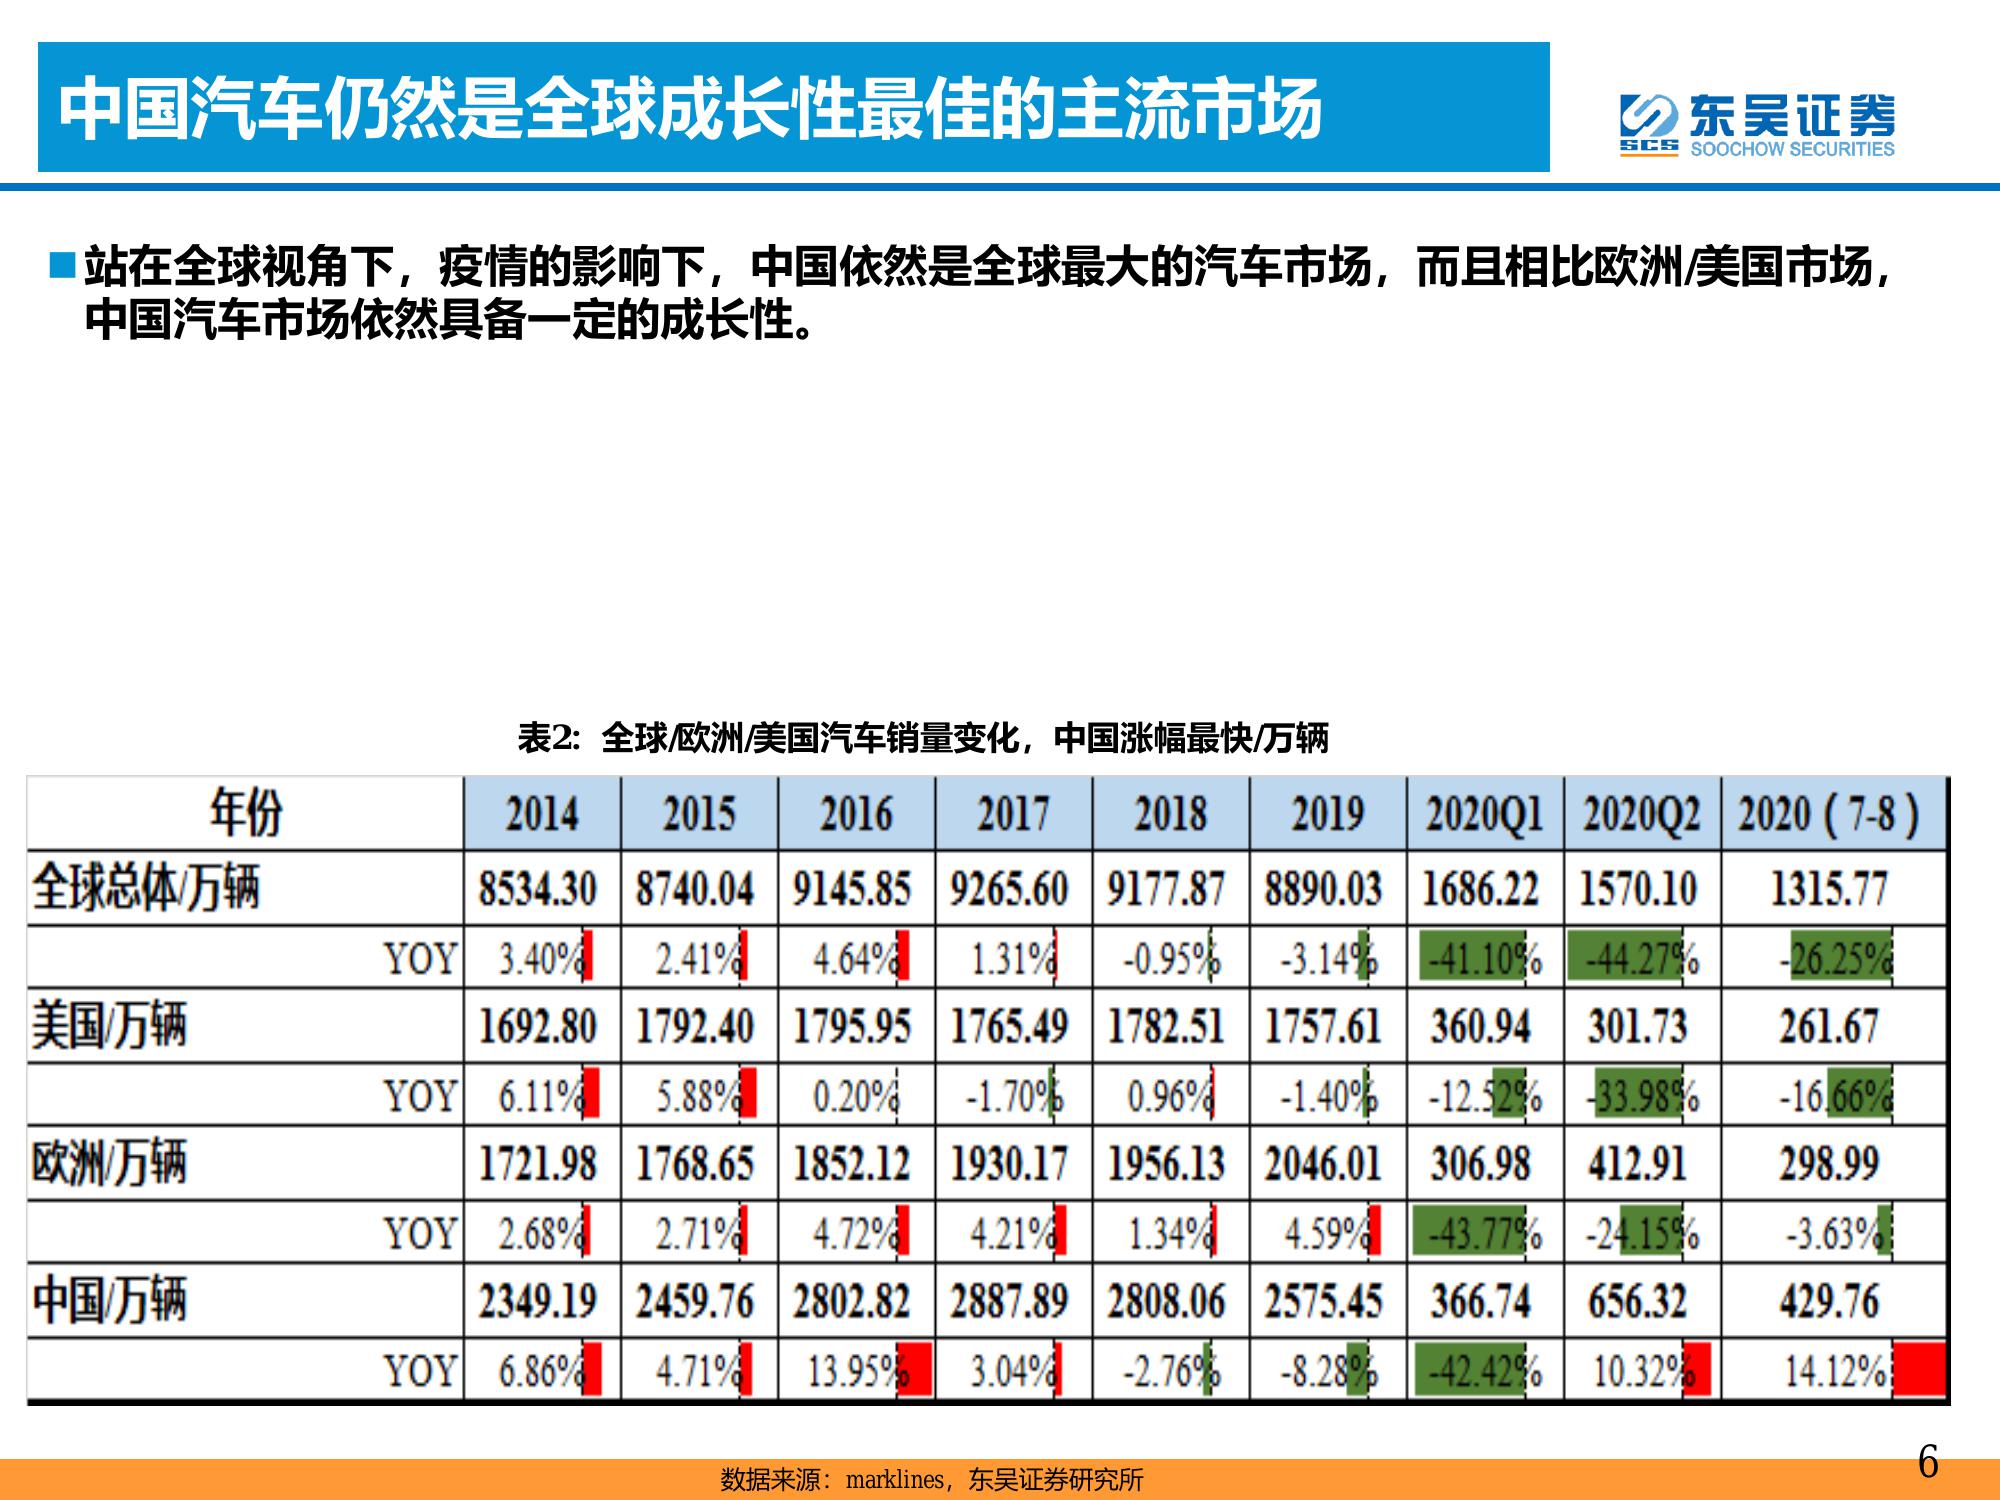 中国汽车仍然是全球成长性最佳的主流市场
东吴证券
SCS
SOOCHOW SECURITIES
站在全球视角下，疫情的影响下，中国依然是全球最大的汽车市场，而且相比欧洲/美国市场，
中国汽车市场依然具备一定的成长性。
表2：全球/欧洲/美国汽车销量变化，中国涨幅最快/万辆
年份 2014 2015 2016 2017 2018 2019 2020Q1 2020Q2 2020（7-8）
全球总体/万辆 8534.30 8740.04 9145.85 9265.60 9177.87 8890.03 1686.22 1570.10 1315.77
YOY 3.40% 2.41% 4.64% 1.31% -0.95% -3.14% -41.10% -44.27% -26.25%
美国/万辆 1692.80 1792.40 1795.95 1765.49 1782.51 1757.61 360.94 301.73 261.67
YOY 6.11% 5.88% 0.20% -1.70% 0.96% -1.40% -12.52% -33.98% -16.66%
欧洲/万辆 1721.98 1768.65 1852.12 1930.17 1956.13 2046.01 306.98 412.91 298.99
YOY 2.68% 2.71% 4.72% 4.21% 1.34% 4.59% -43.77% -24.15% -3.63%
中国/万辆 2349.19 2459.76 2802.82 2887.89 2808.06 2575.45 366.74 656.32 429.76
YOY 6.86% 4.71% 13.95% 3.04% -2.76% -8.28% -42.42% 10.32% 14.12%
数据来源：marklines，东吴证券研究所
6